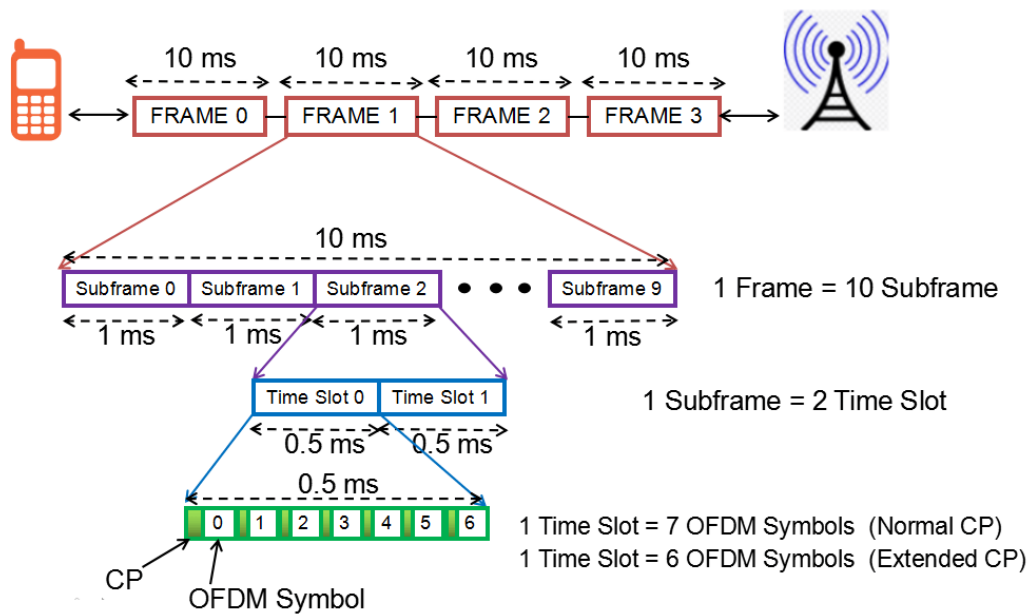 10 ms 10 ms 10 ms 10 ms
FRAME 0 FRAME 1 FRAME 2 FRAME 3
10 ms
Subframe 0 Subframe 1 Subframe 2 Subframe 9 1 Frame = 10 Subframe
1 ms 1 ms 1 ms 1 ms
Time Slot 0 Time Slot 1 1 Subframe = 2 Time Slot
0.5 ms 0.5 ms
0.5 ms
0 1 2 3 4 5 6 1 Time Slot = 7 OFDM Symbols (Normal CP)
1 Time Slot = 6 OFDM Symbols (Extended CP)
CP
OFDM Symbol